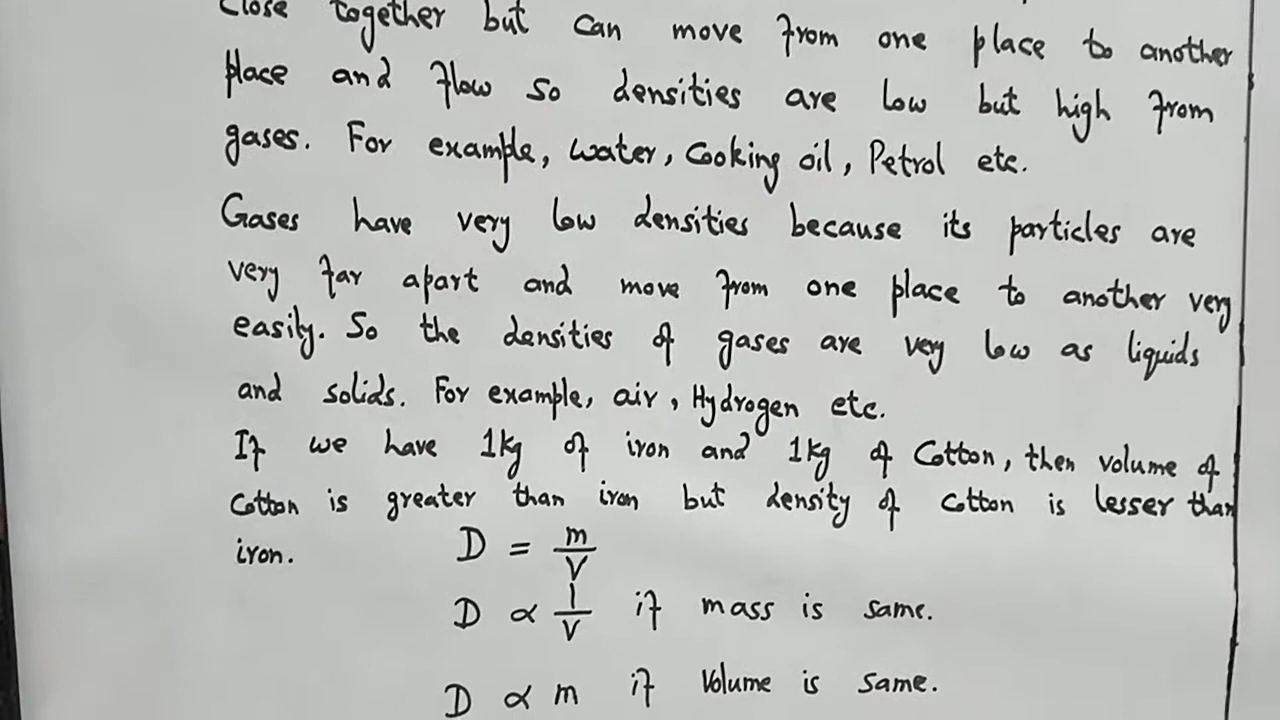 close together but can move from one place to another
place and flow so densities are low but high from
gases. For example, water, cooking oil, Petrol etc.
Gases have very low densities because its particles are
very far apart and move from one place to another very
easily. So the densities of gases are very low as liquids
and solids. For example, air, Hydrogen etc.
If we have 1kg of iron and 1kg of Cotton, then volume of
Cotton is greater than iron but density of cotton is lesser than
iron.
D = m/V
D ∝ 1/V if mass is same.
D ∝ m if Volume is same.